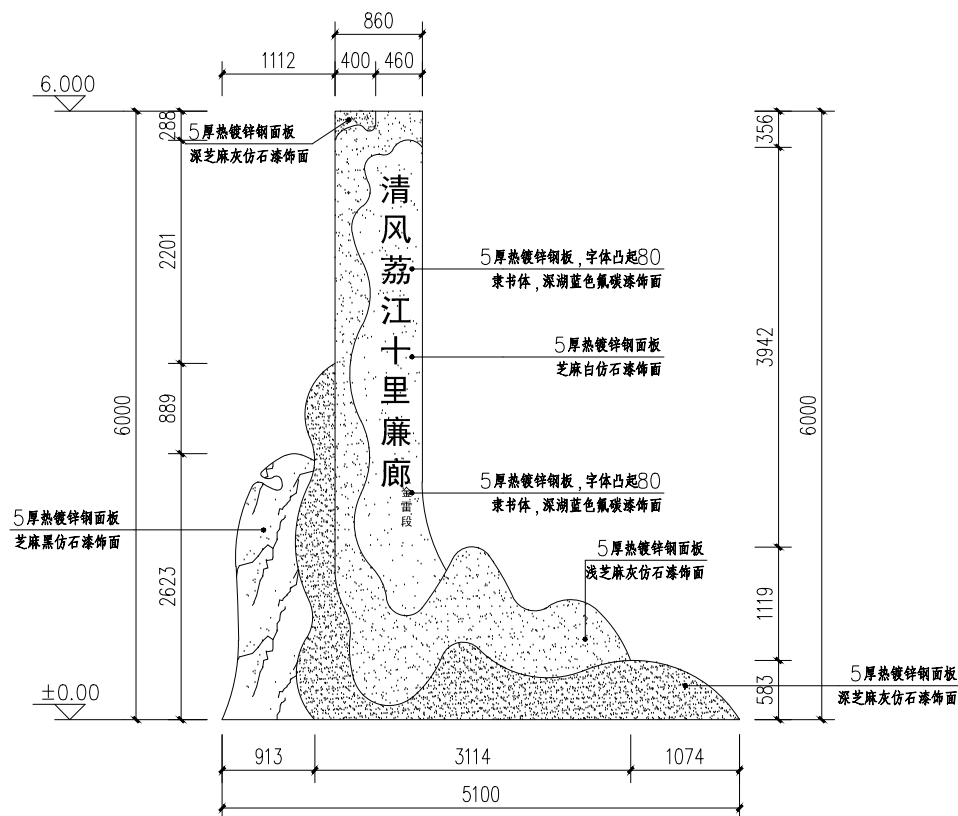 860
1112
400
460
6.000
288
356
5厚热镀锌钢面板
深芝麻灰仿石漆饰面
清风荔江十里廉廊
金雷段
2201
5厚热镀锌钢板,字体凸起80
隶书体,深湖蓝色氟碳漆饰面
3942
5厚热镀锌钢面板
芝麻白仿石漆饰面
6000
889
6000
5厚热镀锌钢板,字体凸起80
隶书体,深湖蓝色氟碳漆饰面
5厚热镀锌钢面板
芝麻黑仿石漆饰面
5厚热镀锌钢面板
浅芝麻灰仿石漆饰面
2623
1119
±0.00
583
5厚热镀锌钢面板
深芝麻灰仿石漆饰面
913
3114
1074
5100